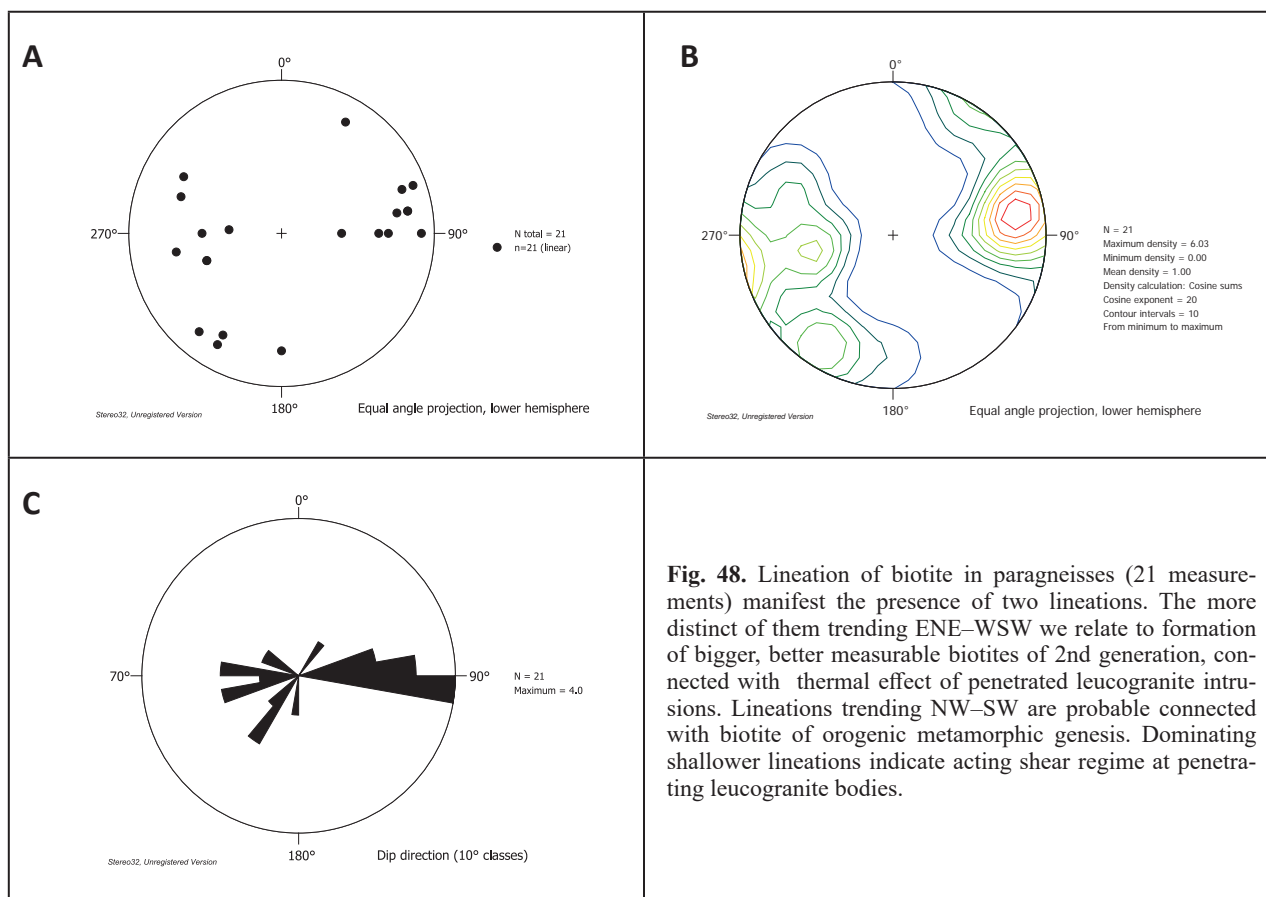 A
0°
270°
90°
N total = 21
n=21 (linear)
180°
Stereo32, Unregistered Version
Equal angle projection, lower hemisphere
B
0°
270°
90°
N = 21
Maximum density = 6.03
Minimum density = 0.00
Mean density = 1.00
Density calculation: Cosine sums
Cosine exponent = 20
Contour intervals = 10
From minimum to maximum
180°
Stereo32, Unregistered Version
Equal angle projection, lower hemisphere
C
0°
70°
90°
N = 21
Maximum = 4.0
180°
Stereo32, Unregistered Version
Dip direction (10° classes)
Fig. 48. Lineation of biotite in paragneisses (21 measure-
ments) manifest the presence of two lineations. The more
distinct of them trending ENE–WSW we relate to formation
of bigger, better measurable biotites of 2nd generation, con-
nected with thermal effect of penetrated leucogranite intru-
sions. Lineations trending NW–SW are probable connected
with biotite of orogenic metamorphic genesis. Dominating
shallower lineations indicate acting shear regime at penetra-
ting leucogranite bodies.